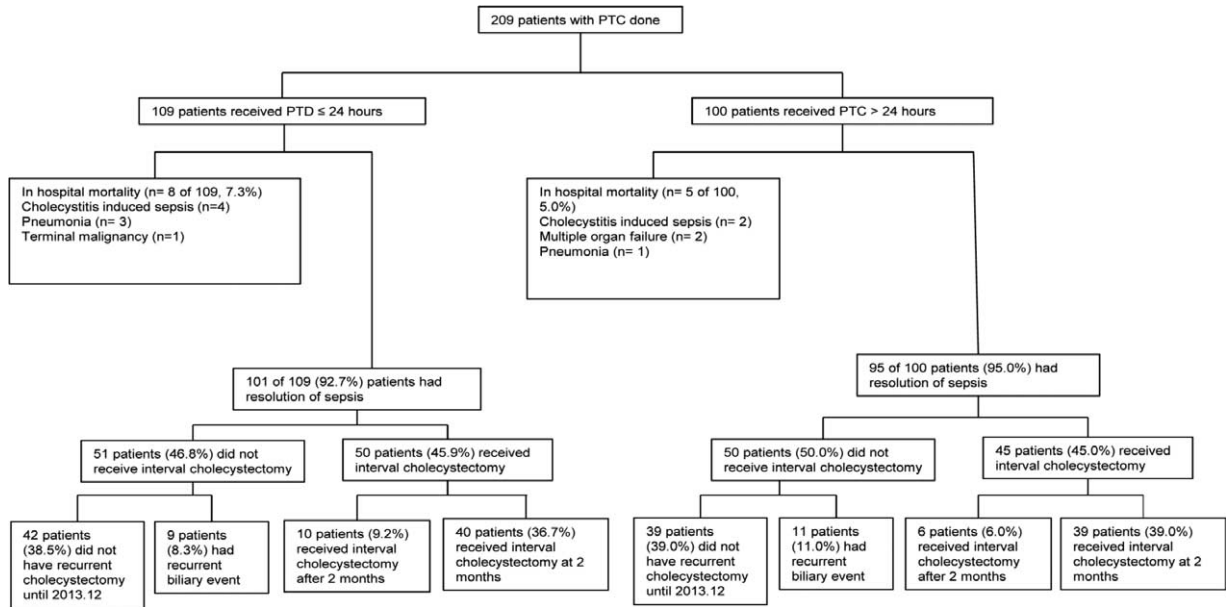 209 patients with PTC done
109 patients received PTD ≤ 24 hours
100 patients received PTC > 24 hours
In hospital mortality (n= 8 of 109, 7.3%)
Cholecystitis induced sepsis (n=4)
Pneumonia (n= 3)
Terminal malignancy (n=1)
In hospital mortality (n= 5 of 100,
5.0%)
Cholecystitis induced sepsis (n= 2)
Multiple organ failure (n= 2)
Pneumonia (n= 1)
101 of 109 (92.7%) patients had
resolution of sepsis
95 of 100 patients (95.0%) had
resolution of sepsis
51 patients (46.8%) did not
receive interval cholecystectomy
50 patients (45.9%) received
interval cholecystectomy
50 patients (50.0%) did not
receive interval cholecystectomy
45 patients (45.0%) received
interval cholecystectomy
42 patients
(38.5%) did not
have recurrent
cholecystectomy
until 2013.12
9 patients
(8.3%) had
recurrent
biliary event
10 patients (9.2%)
received interval
cholecystectomy
after 2 months
40 patients (36.7%)
received interval
cholecystectomy at 2
months
39 patients
(39.0%) did not
have recurrent
cholecystectomy
until 2013.12
11 patients
(11.0%) had
recurrent
biliary event
6 patients (6.0%)
received interval
cholecystectomy
after 2 months
39 patients (39.0%)
received interval
cholecystectomy at 2
months